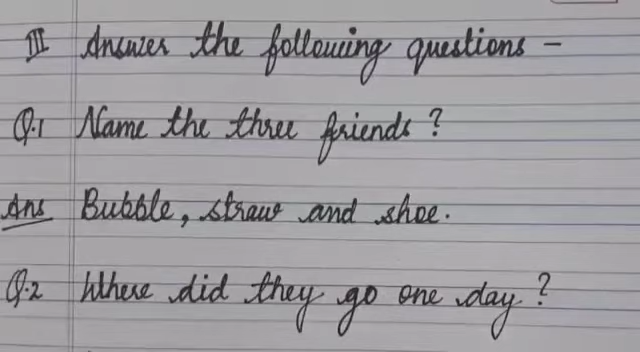 III Answer the following questions –
Q.1 Name the three friends?
Ans Bubble, straw and shoe.
Q.2 Where did they go one day?